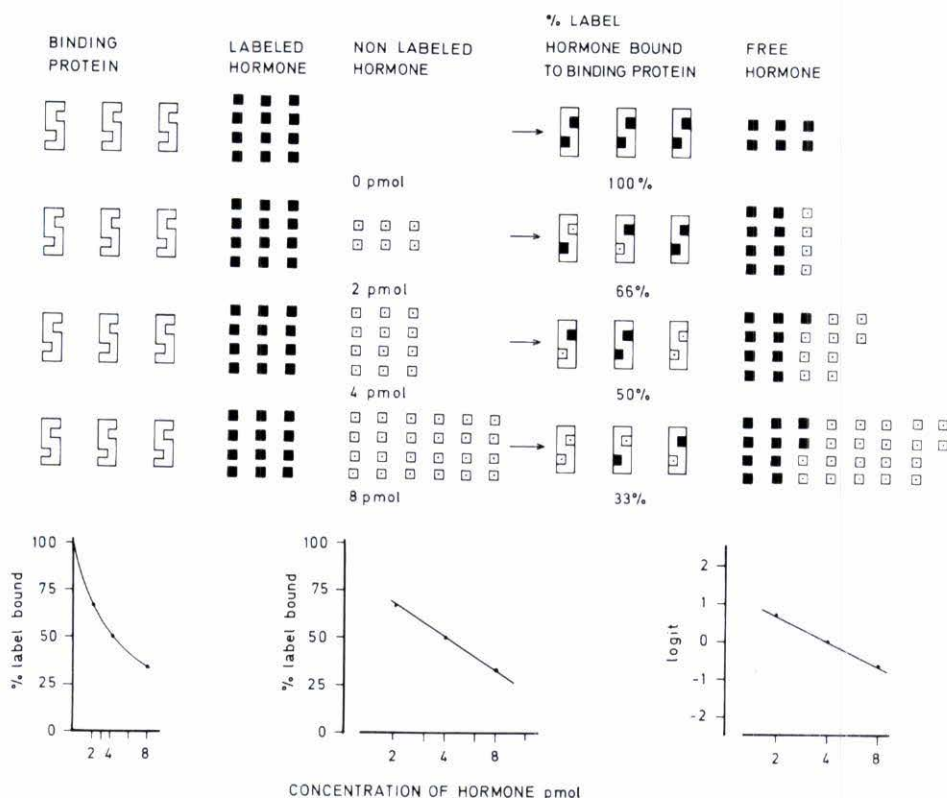 BINDING
PROTEIN
LABELED
HORMONE
NON LABELED
HORMONE
% LABEL
HORMONE BOUND
TO BINDING PROTEIN
FREE
HORMONE
0 pmol
100%
2 pmol
66%
4 pmol
50%
8 pmol
33%
% label bound
100
75
50
25
0
2 4 8
% label bound
100
75
50
25
0
2 4 8
logit
2
1
0
-1
-2
2 4 8
CONCENTRATION OF HORMONE pmol